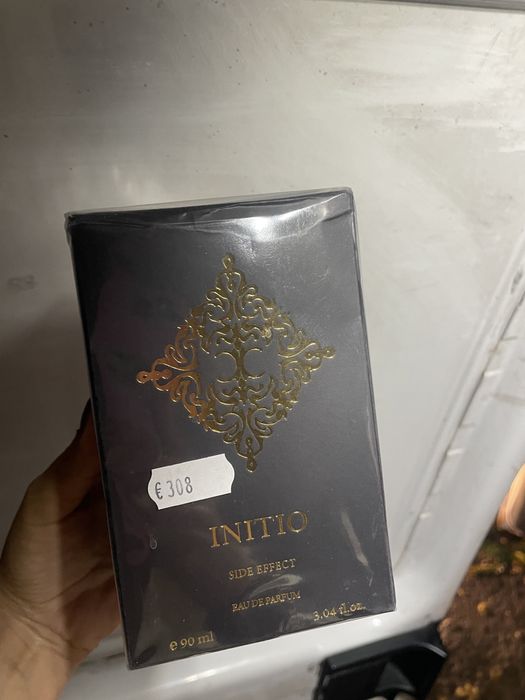 € 308
INITIO
SIDE EFFECT
EAU DE PARFUM
e 90 ml
3.04 fl.oz.